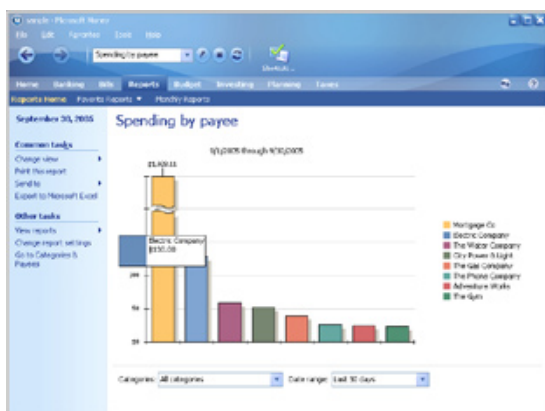 sample - Microsoft Money
File Edit Favorites Tools Help
Spending by payee
Home Banking Bills Reports Budget Investing Planning Taxes
Reports Home Favorite Reports Monthly Reports
September 30, 2005
Spending by payee
Common tasks
Change view
Print this report
Send to
Export to Microsoft Excel
Other tasks
View reports
Change report settings
Go to Categories & Payees
9/1/2005 through 9/30/2005
Electric Company
Mortgage Co
Electric Company
The Water Company
City Power & Light
The Gas Company
The Phone Company
Adventure Works
The Gym
Categories: All categories
Date range: Last 30 days